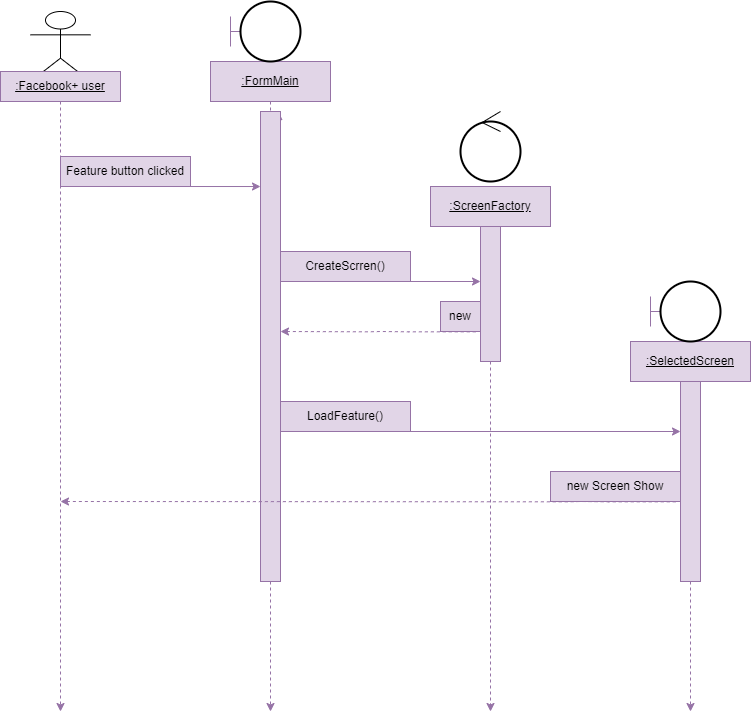 :Facebook+ user
:FormMain
Feature button clicked
:ScreenFactory
CreateScrren()
new
:SelectedScreen
LoadFeature()
new Screen Show